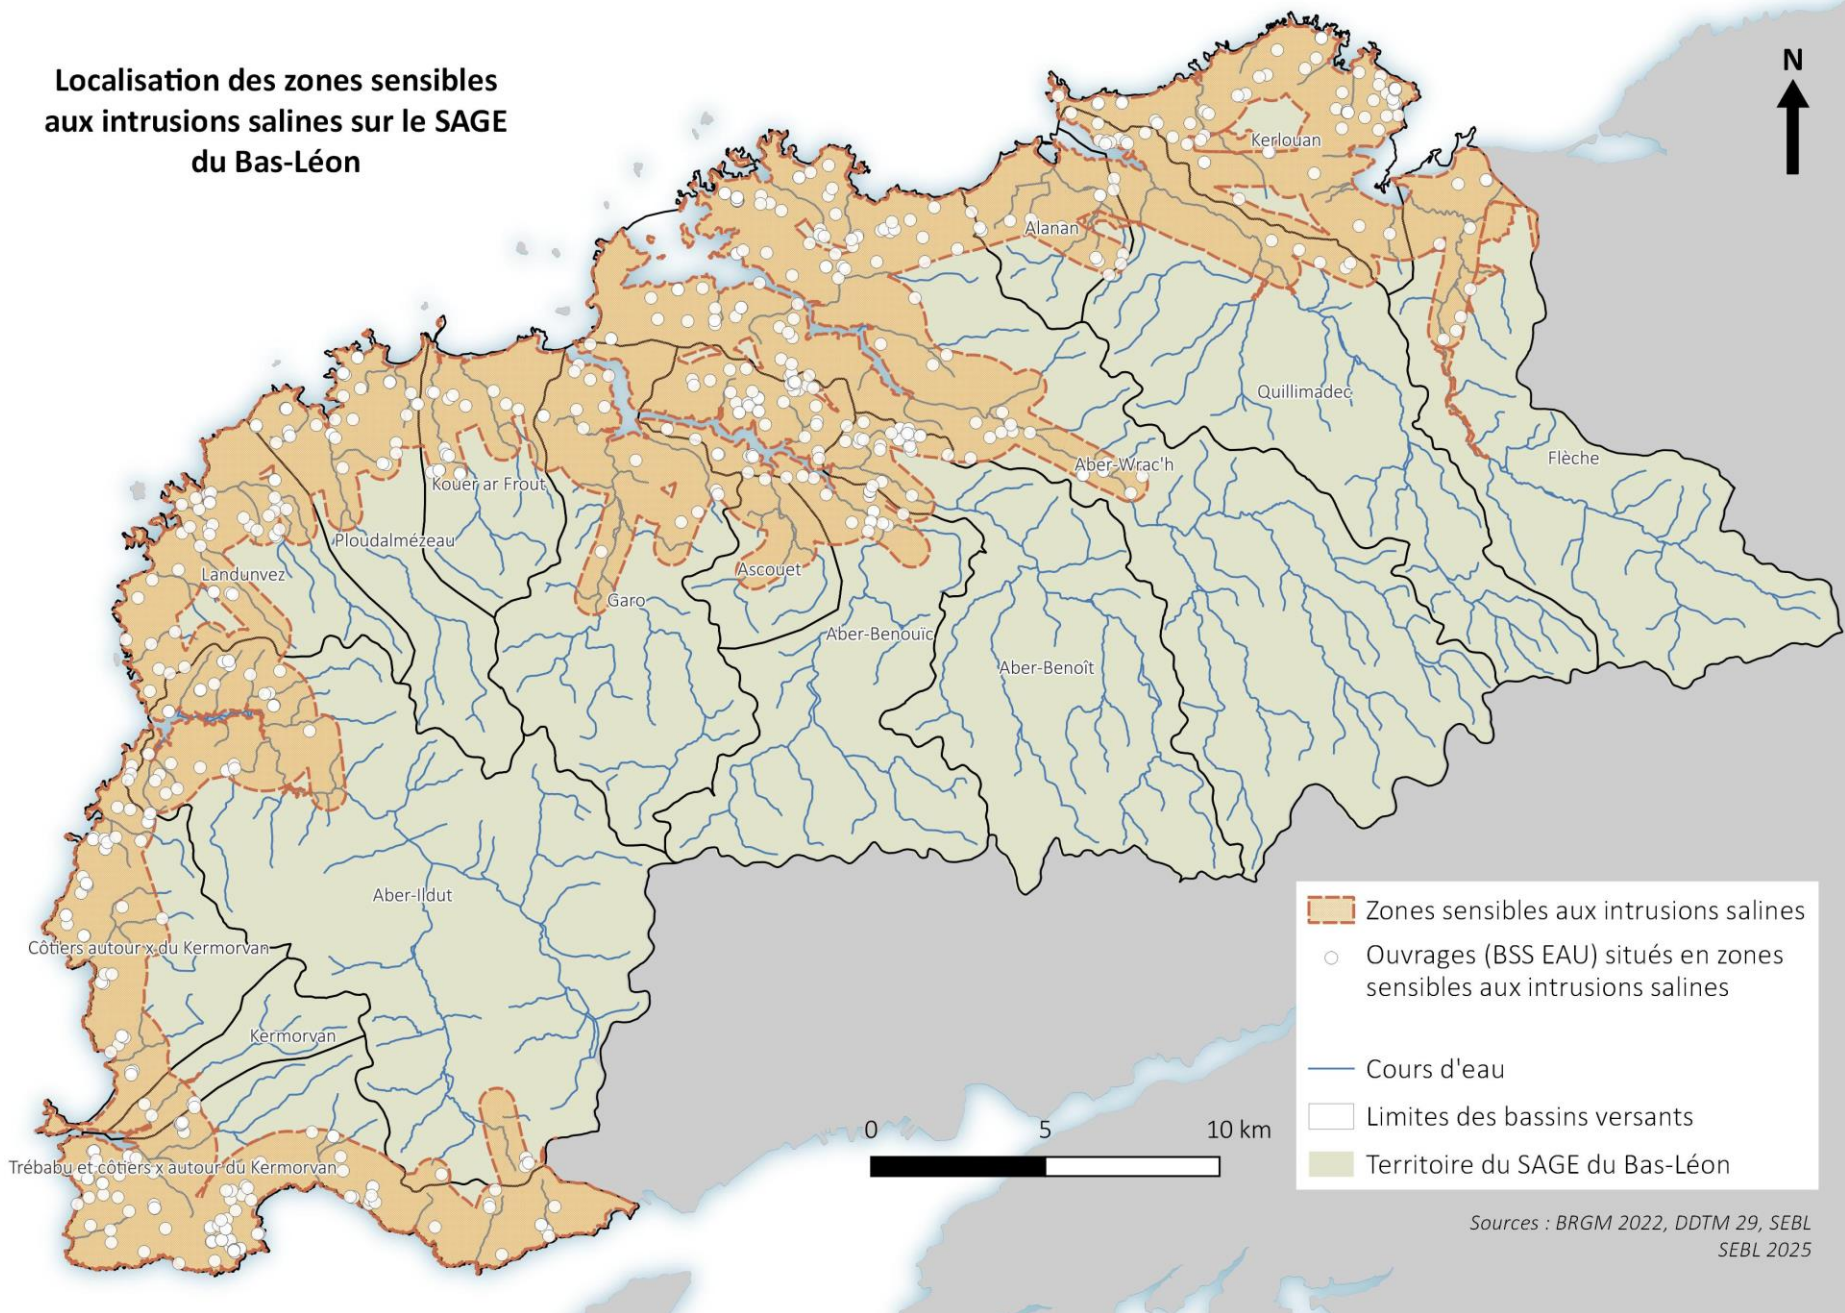 Localisation des zones sensibles
aux intrusions salines sur le SAGE
du Bas-Léon
N
Kerlouan
Alanan
Quillimadec
Flèche
Aber-Wrac'h
Kouer ar Frout
Ploudalmézeau
Landunvez
Ascouet
Garo
Aber-Benouïc
Aber-Benoît
Aber-Ildut
Côtiers autour x du Kermorvan
Kermorvan
Trébabu et côtiers x autour du Kermorvan
0 5 10 km
Zones sensibles aux intrusions salines
Ouvrages (BSS EAU) situés en zones
sensibles aux intrusions salines
Cours d'eau
Limites des bassins versants
Territoire du SAGE du Bas-Léon
Sources : BRGM 2022, DDTM 29, SEBL
SEBL 2025